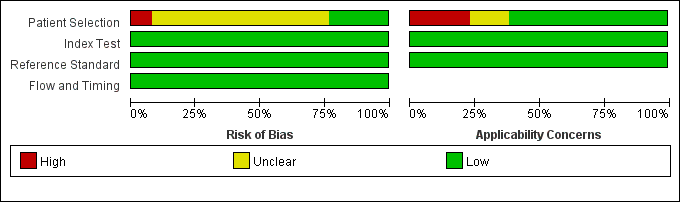 Patient Selection
Index Test
Reference Standard
Flow and Timing
0% 25% 50% 75% 100% 0% 25% 50% 75% 100%
Risk of Bias Applicability Concerns
High Unclear Low